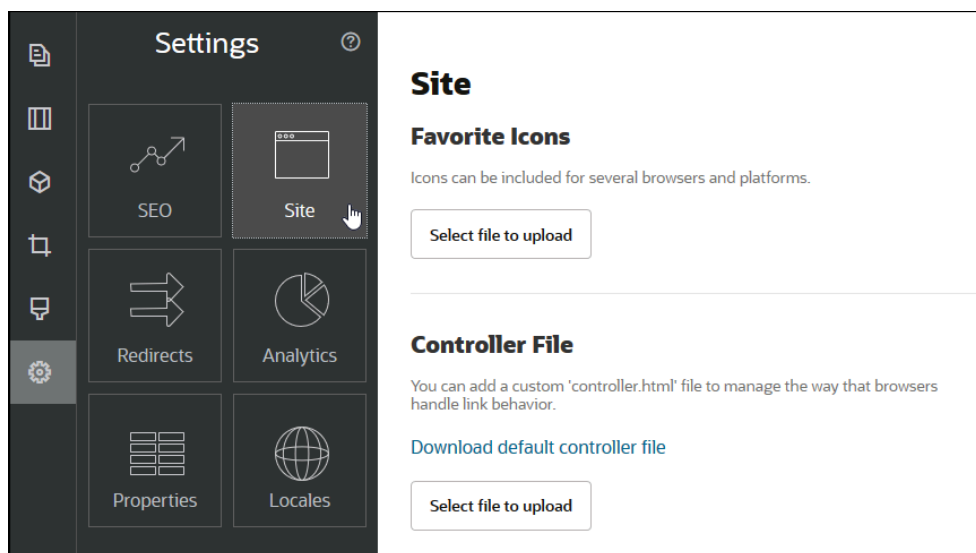 Settings
SEO
Site
Redirects
Analytics
Properties
Locales
Site
Favorite Icons
Icons can be included for several browsers and platforms.
Select file to upload
Controller File
You can add a custom 'controller.html' file to manage the way that browsers
handle link behavior.
Download default controller file
Select file to upload